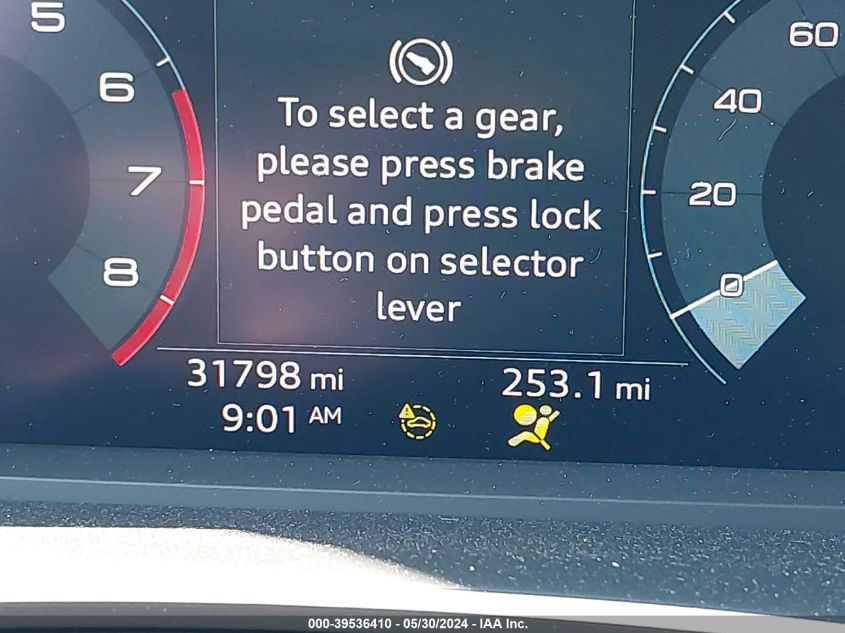 5
6
7
8
To select a gear,
please press brake
pedal and press lock
button on selector
lever
60
40
20
0
31798 mi
253.1 mi
9:01 AM
000-39536410 - 05/30/2024 - IAA Inc.